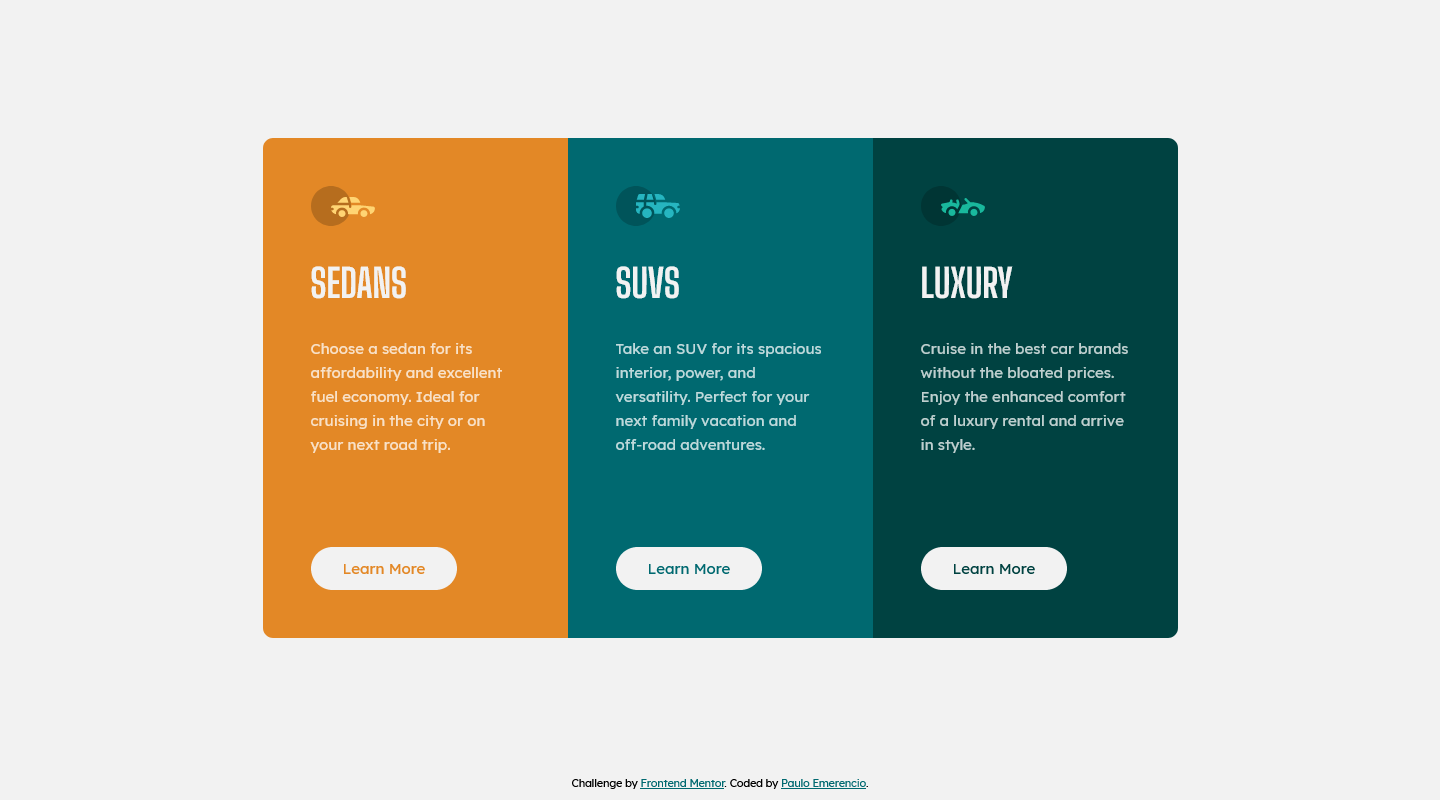 SEDANS
Choose a sedan for its
affordability and excellent
fuel economy. Ideal for
cruising in the city or on
your next road trip.
Learn More
SUVS
Take an SUV for its spacious
interior, power, and
versatility. Perfect for your
next family vacation and
off-road adventures.
Learn More
LUXURY
Cruise in the best car brands
without the bloated prices.
Enjoy the enhanced comfort
of a luxury rental and arrive
in style.
Learn More
Challenge by Frontend Mentor. Coded by Paulo Emerencio.